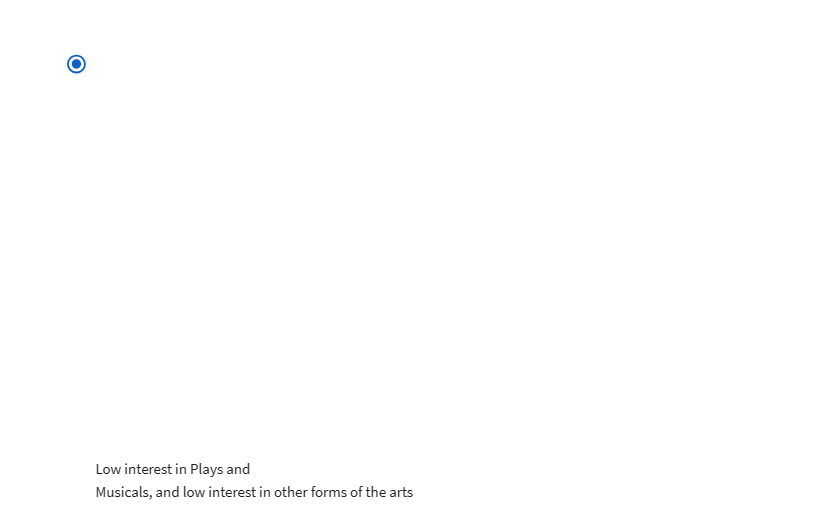 Low interest in Plays and
Musicals, and low interest in other forms of the arts